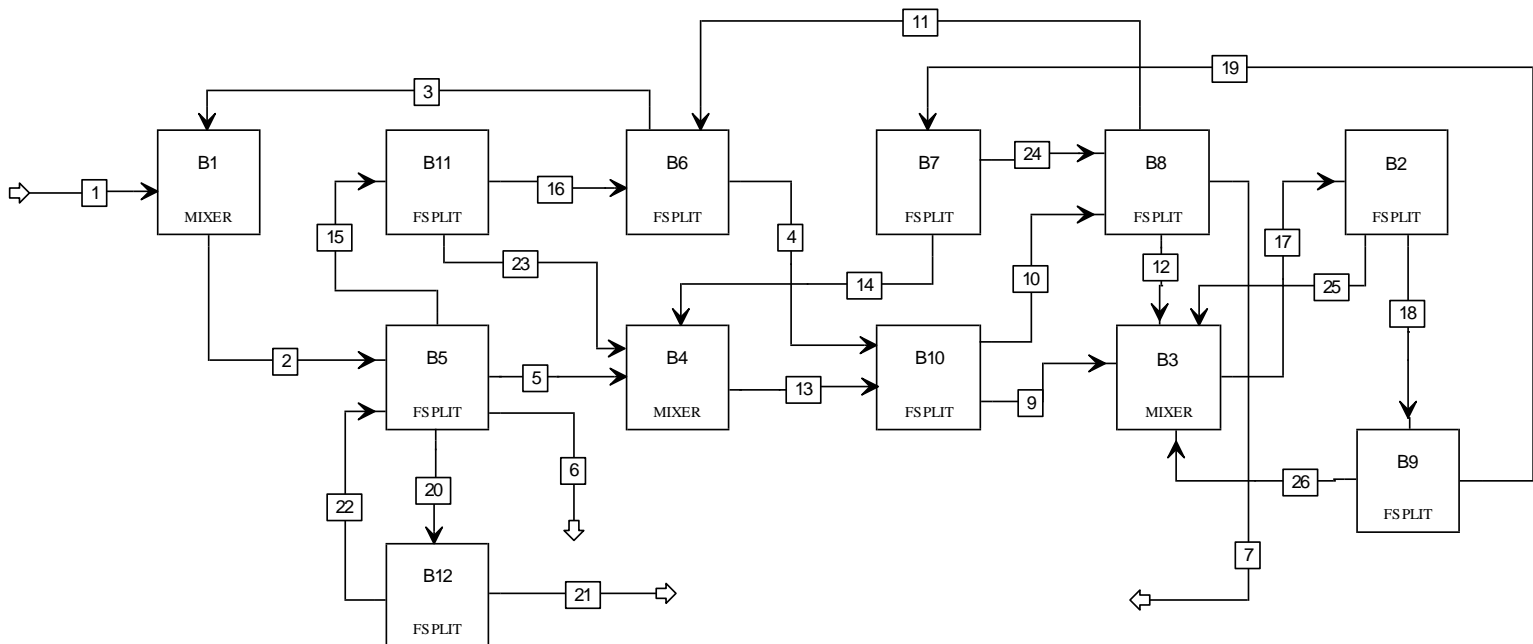 11
19
3
B1
MIXER
B11
FSPLIT
B6
FSPLIT
B7
FSPLIT
B8
FSPLIT
B2
FSPLIT
1
16
24
15
23
4
14
10
12
17
25
18
2
B5
FSPLIT
5
B4
MIXER
13
B10
FSPLIT
9
B3
MIXER
22
20
6
26
B9
FSPLIT
7
B12
FSPLIT
21